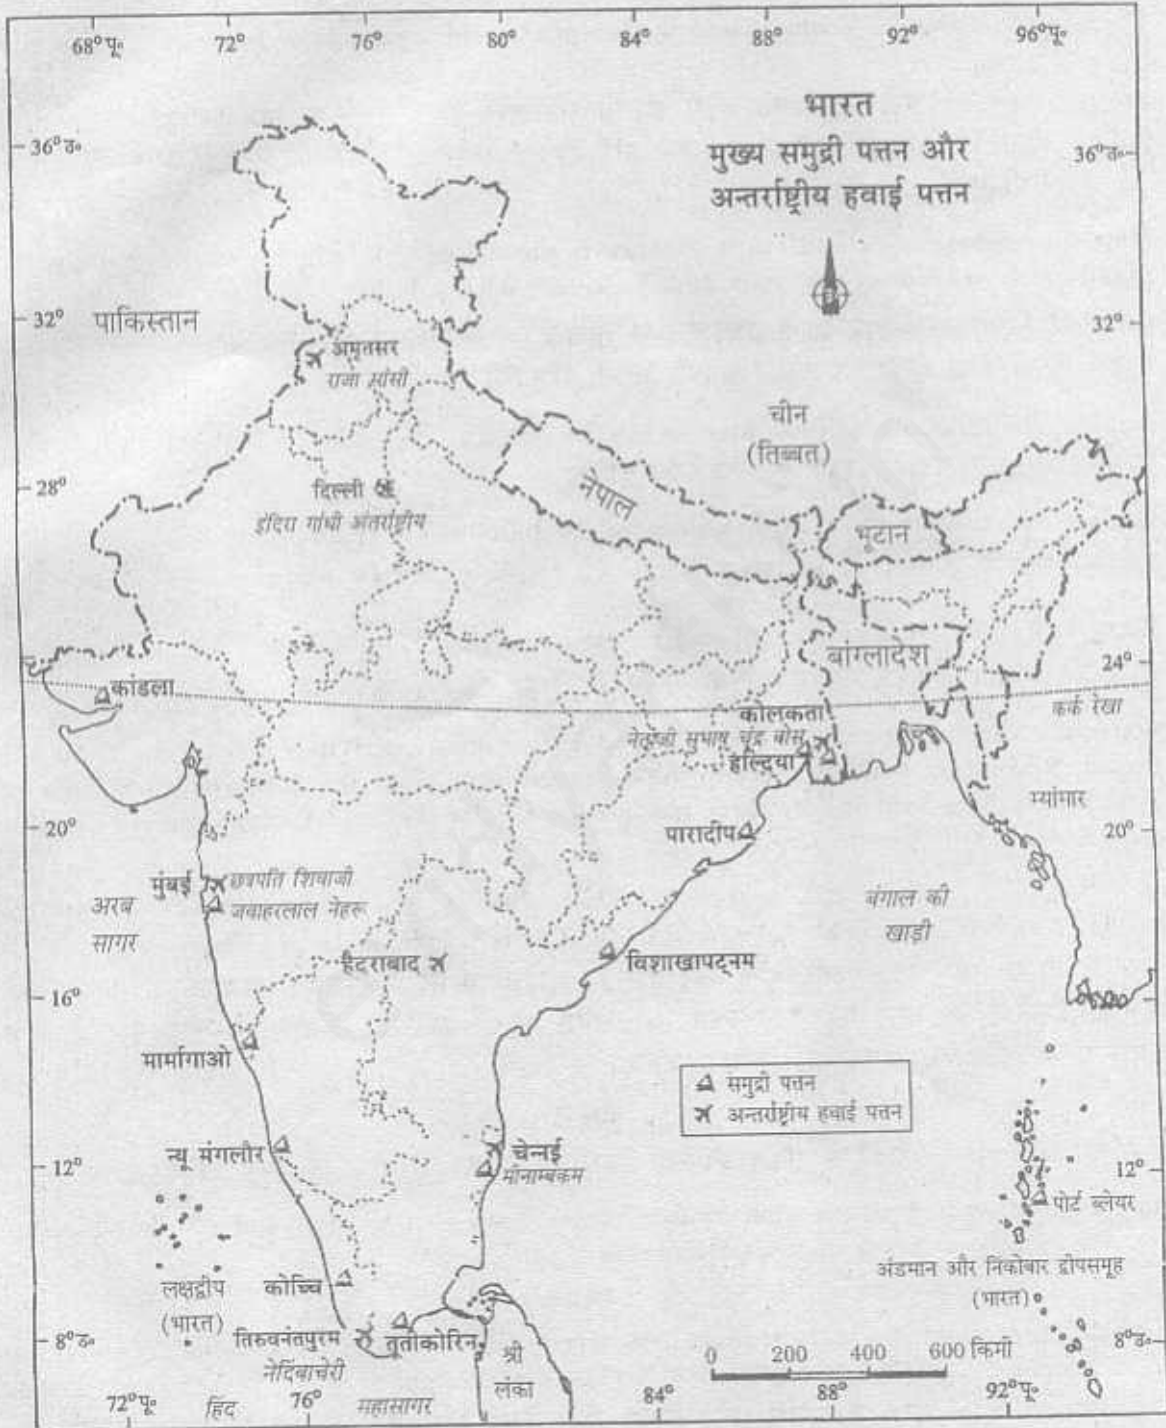 68° पू॰ 72° 76° 80° 84° 88° 92° 96° पू॰
भारत
मुख्य समुद्री पत्तन और
अन्तर्राष्ट्रीय हवाई पत्तन
36° उ॰
36° उ॰
32°
32°
पाकिस्तान
अमृतसर
राजा सांसी
चीन
(तिब्बत)
28°
दिल्ली
इंदिरा गांधी अंतर्राष्ट्रीय
नेपाल
भूटान
बांग्लादेश
24°
कांडला
कर्क रेखा
कोलकता
नेताजी सुभाष चंद्र बोस
हल्दिया
म्यांमार
20°
20°
पारादीप
मुंबई
छत्रपति शिवाजी
जवाहरलाल नेहरू
अरब
सागर
बंगाल की
खाड़ी
हैदराबाद
विशाखापट्नम
16°
मार्मागाओ
समुद्री पत्तन
अन्तर्राष्ट्रीय हवाई पत्तन
न्यू मंगलौर
चेन्नई
मीनाम्बकम
12°
12°
पोर्ट ब्लेयर
लक्षद्वीप
(भारत)
कोच्चि
अंडमान और निकोबार द्वीपसमूह
(भारत)
8° उ॰
तिरुवनंतपुरम
तूतीकोरिन
8° उ॰
नेदिंबाचेरी
श्री
लंका
0 200 400 600 किमी
72° पू॰ हिंद 76° महासागर 84° 88° 92° पू॰